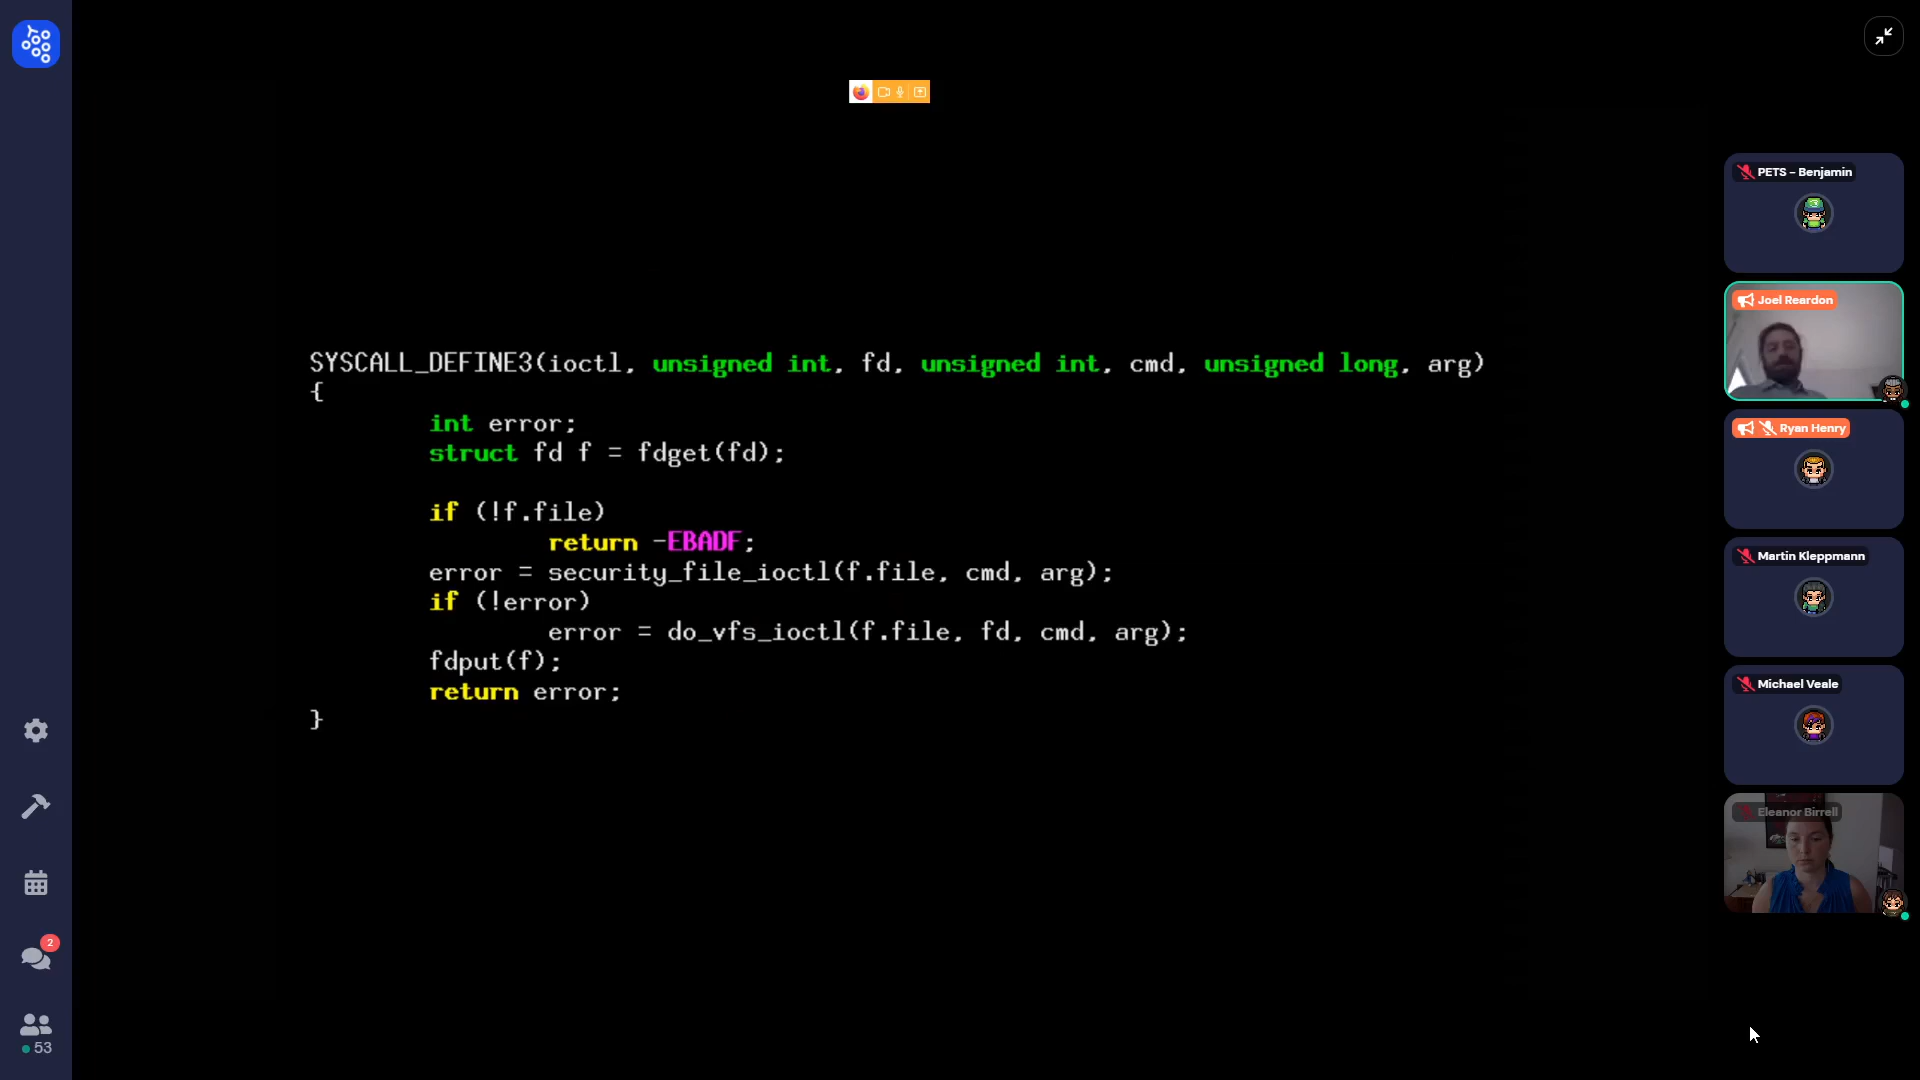 SYSCALL_DEFINE3(ioctl, unsigned int, fd, unsigned int, cmd, unsigned long, arg)
{
int error;
struct fd f = fdget(fd);
if (!f.file)
return -EBADF;
error = security_file_ioctl(f.file, cmd, arg);
if (!error)
error = do_vfs_ioctl(f.file, fd, cmd, arg);
fdput(f);
return error;
}
PETS - Benjamin
Joel Reardon
Ryan Henry
Martin Kleppmann
Michael Veale
Eleanor Birrell
2
53